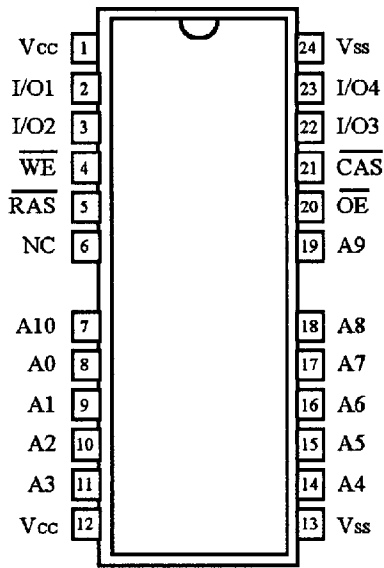 Vcc 1 24 Vss
I/O1 2 23 I/O4
I/O2 3 22 I/O3
WE 4 21 CAS
RAS 5 20 OE
NC 6 19 A9
A10 7 18 A8
A0 8 17 A7
A1 9 16 A6
A2 10 15 A5
A3 11 14 A4
Vcc 12 13 Vss